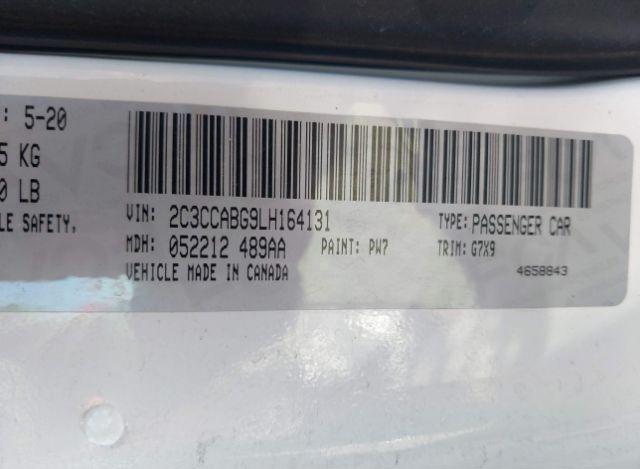 : 5-20
5 KG
0 LB
LE SAFETY,
VIN: 2C3CCABG9LH164131 TYPE: PASSENGER CAR
MDH: 052212 489AA PAINT: PW7 TRIM: G7X9
VEHICLE MADE IN CANADA 4658843